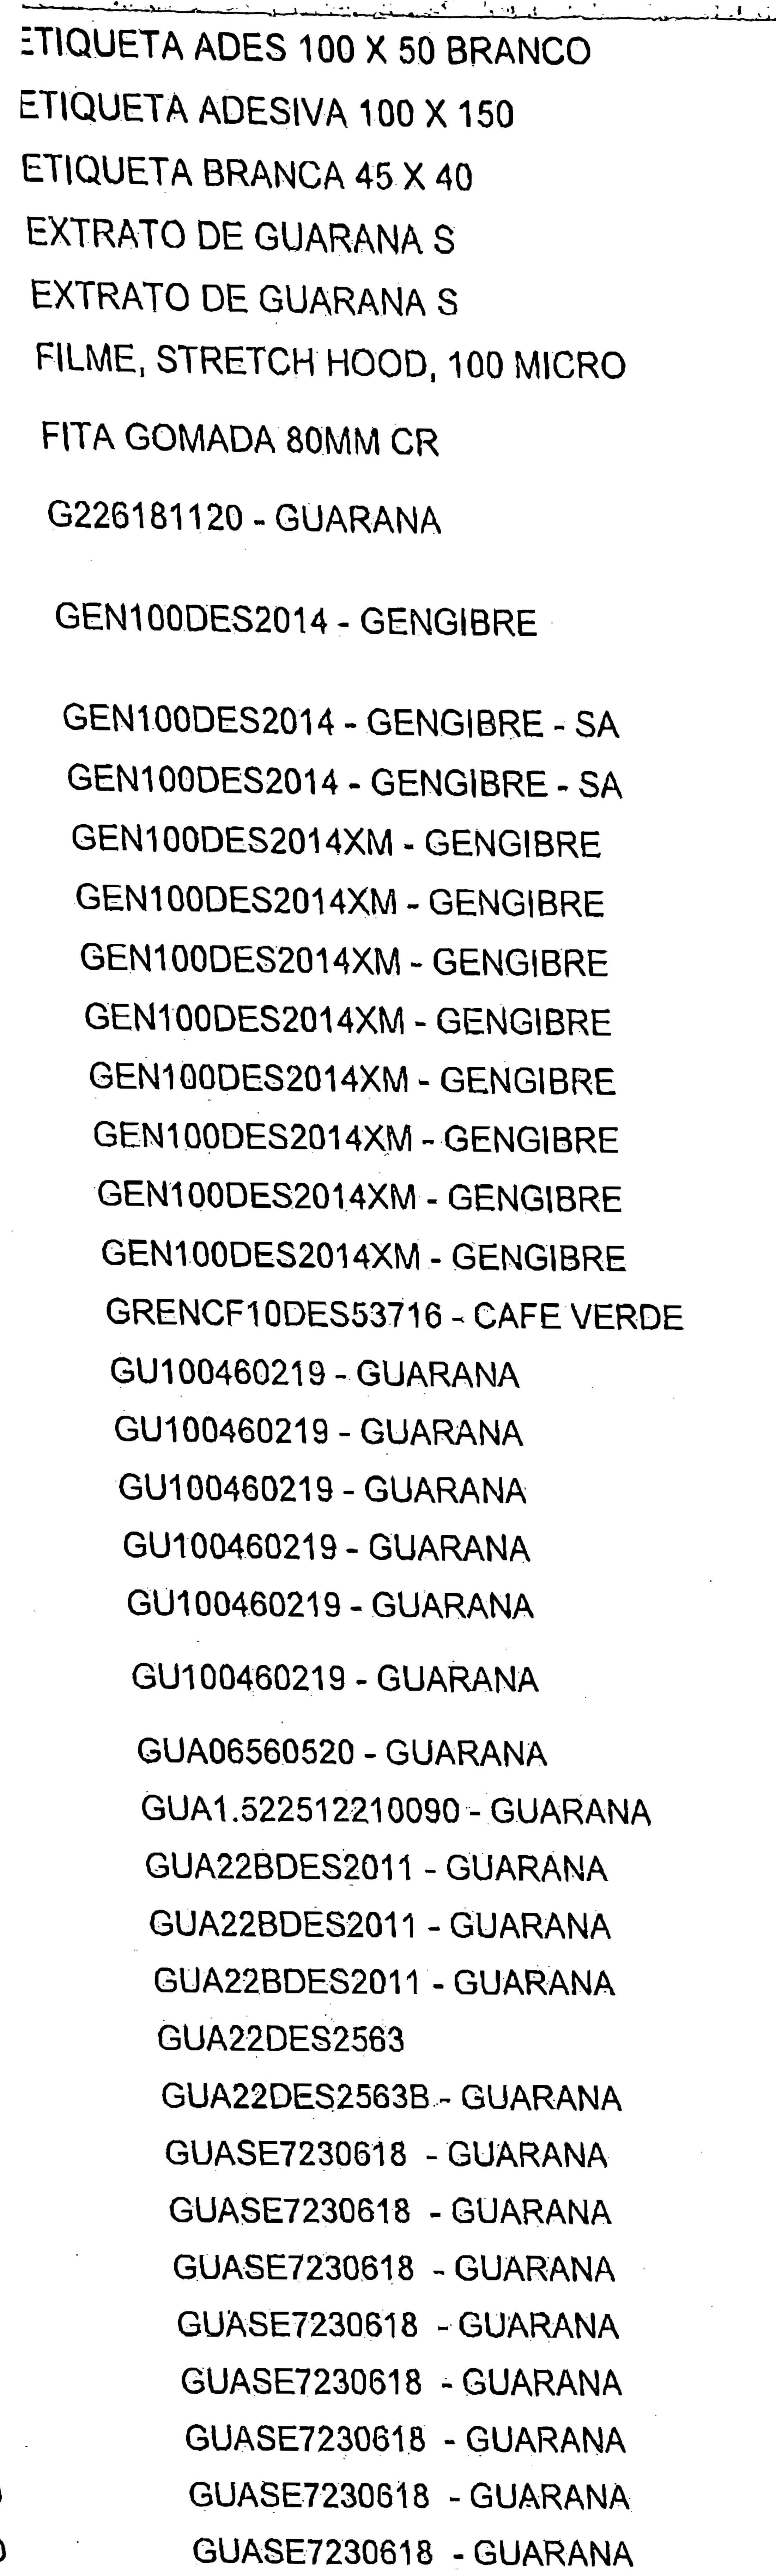 ETIQUETA ADES 100 X 50 BRANCO
ETIQUETA ADESIVA 100 X 150
ETIQUETA BRANCA 45 X 40
EXTRATO DE GUARANA S
EXTRATO DE GUARANA S
FILME, STRETCH HOOD, 100 MICRO
FITA GOMADA 80MM CR
G226181120 - GUARANA
GEN100DES2014 - GENGIBRE
GEN100DES2014 - GENGIBRE - SA
GEN100DES2014 - GENGIBRE - SA
GEN100DES2014XM - GENGIBRE
GEN100DES2014XM - GENGIBRE
GEN100DES2014XM - GENGIBRE
GEN100DES2014XM - GENGIBRE
GEN100DES2014XM - GENGIBRE
GEN100DES2014XM - GENGIBRE
GEN100DES2014XM - GENGIBRE
GEN100DES2014XM - GENGIBRE
GRENCF10DES53716 - CAFE VERDE
GU100460219 - GUARANA
GU100460219 - GUARANA
GU100460219 - GUARANA
GU100460219 - GUARANA
GU100460219 - GUARANA
GU100460219 - GUARANA
GUA06560520 - GUARANA
GUA1.522512210090 - GUARANA
GUA22BDES2011 - GUARANA
GUA22BDES2011 - GUARANA
GUA22BDES2011 - GUARANA
GUA22DES2563
GUA22DES2563B - GUARANA
GUASE7230618 - GUARANA
GUASE7230618 - GUARANA
GUASE7230618 - GUARANA
GUASE7230618 - GUARANA
GUASE7230618 - GUARANA
GUASE7230618 - GUARANA
GUASE7230618 - GUARANA
GUASE7230618 - GUARANA